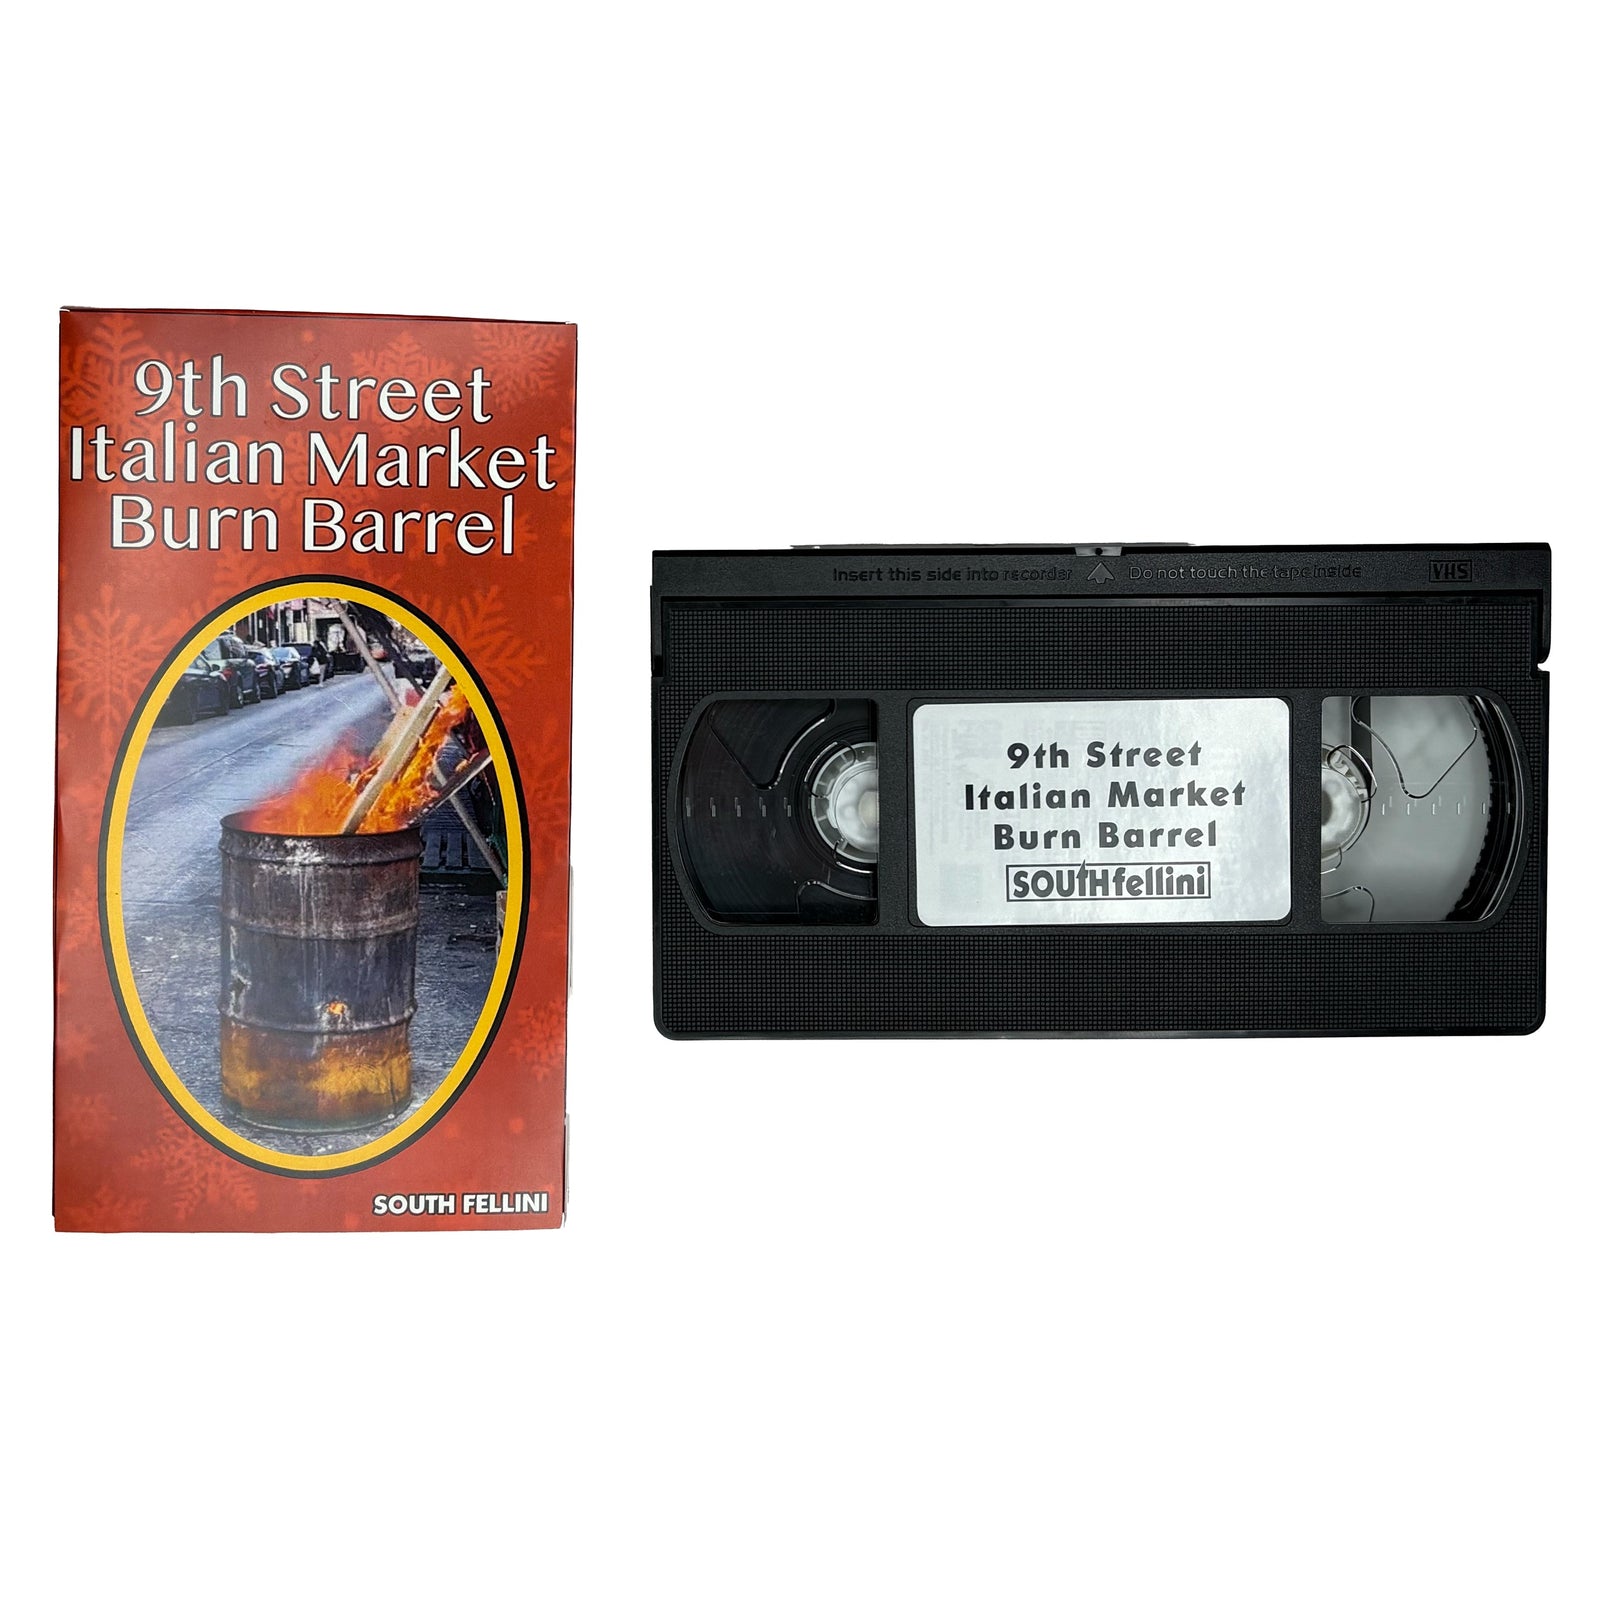 9th Street
Italian Market
Burn Barrel
SOUTH FELLINI
Insert this side into recorder Do not touch the tape inside VHS
9th Street
Italian Market
Burn Barrel
SOUTHfellini